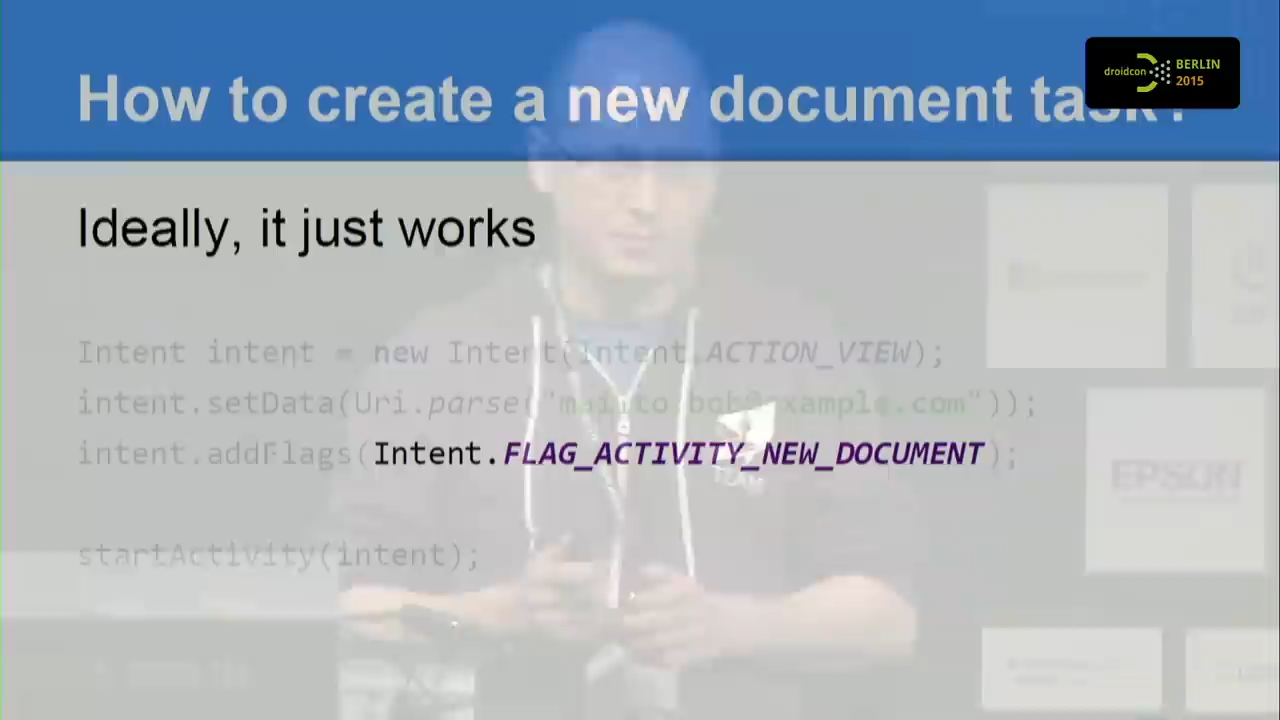 droidcon
BERLIN
2015
How to create a new document task?
Ideally, it just works
Intent intent = new Intent(Intent.ACTION_VIEW);
intent.setData(Uri.parse("mailto:bob@example.com"));
intent.addFlags(Intent.FLAG_ACTIVITY_NEW_DOCUMENT);
EPSON
startActivity(intent);